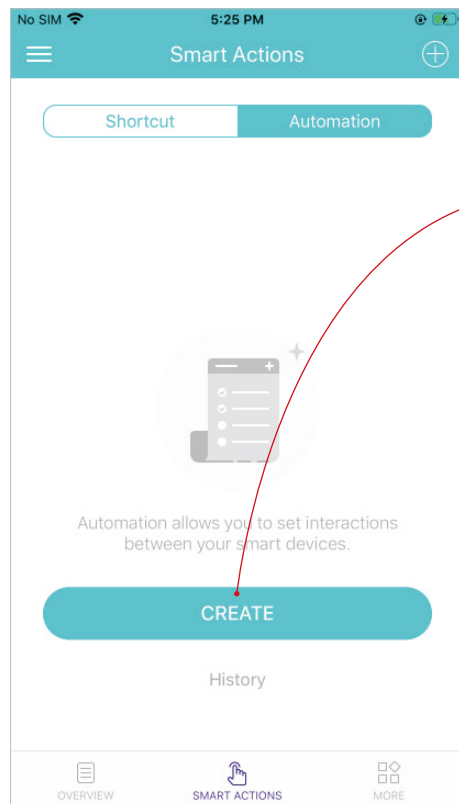 No SIM 5:25 PM
Smart Actions
Shortcut Automation
Automation allows you to set interactions
between your smart devices.
CREATE
History
OVERVIEW SMART ACTIONS MORE